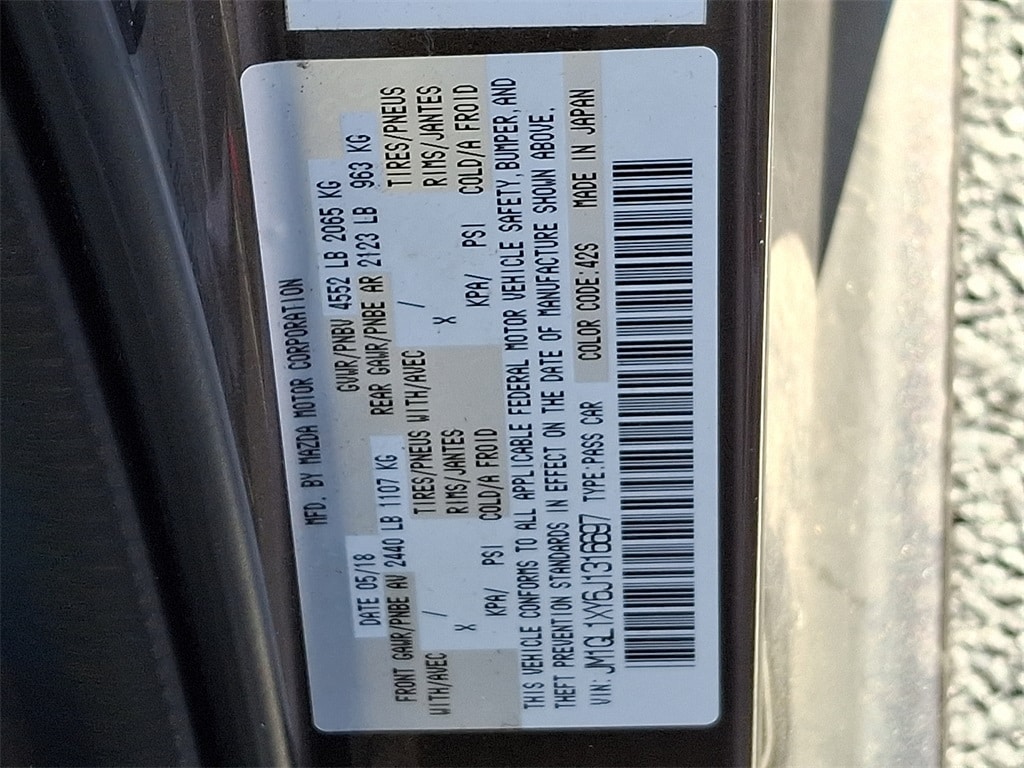 MFD. BY MAZDA MOTOR CORPORATION
DATE 05/18 GVWR/PNBV 4552 LB 2065 KG
FRONT GAWR/PNBE AV 2440 LB 1107 KG REAR GAWR/PNBE AR 2123 LB 963 KG
WITH/AVEC / TIRES/PNEUS WITH/AVEC / TIRES/PNEUS
X RIMS/JANTES X RIMS/JANTES
KPA/ PSI COLD/A FROID KPA/ PSI COLD/A FROID
THIS VEHICLE CONFORMS TO ALL APPLICABLE FEDERAL MOTOR VEHICLE SAFETY, BUMPER, AND
THEFT PREVENTION STANDARDS IN EFFECT ON THE DATE OF MANUFACTURE SHOWN ABOVE.
VIN: JM1GL1XY6J1316697 TYPE:PASS CAR COLOR CODE:42S MADE IN JAPAN